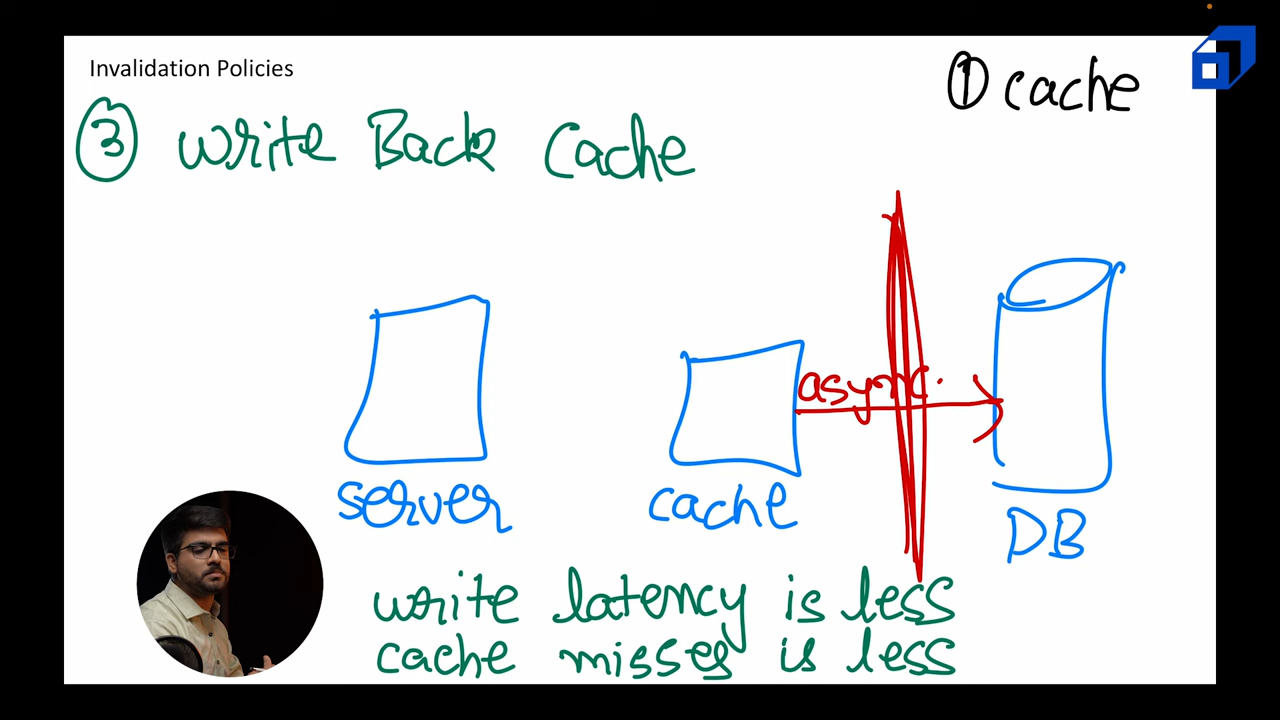 Invalidation Policies
① cache
③ write Back Cache
async.
server
cache
DB
write latency is less
cache misses is less